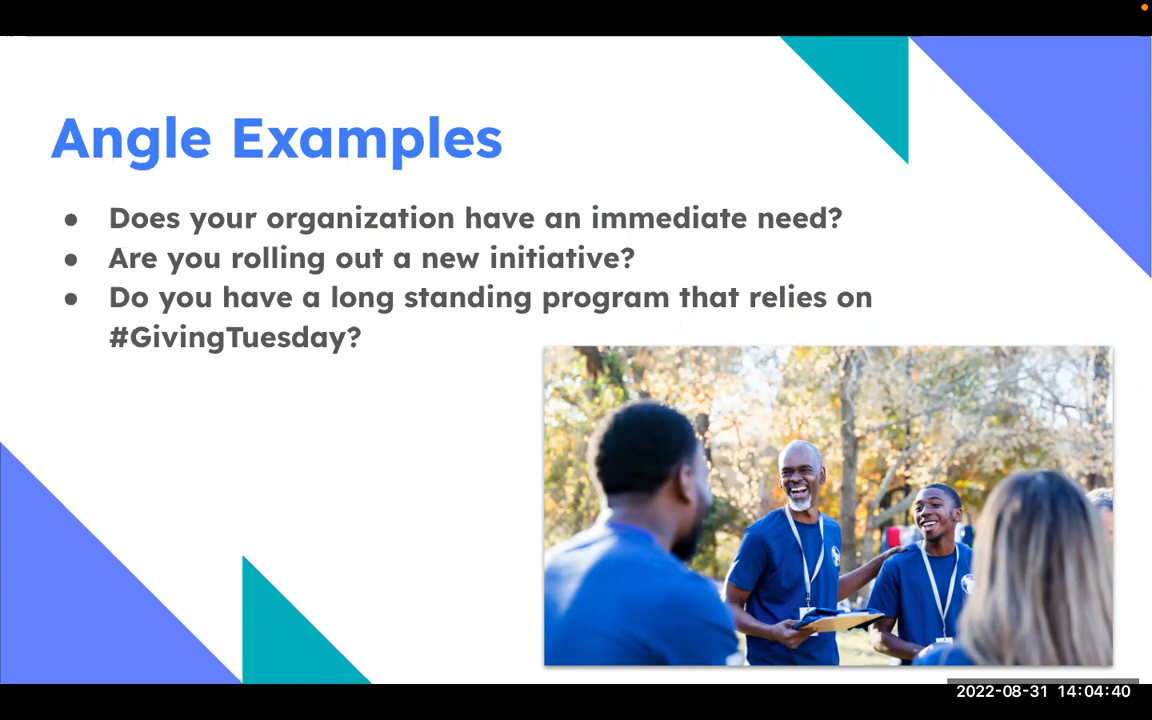 Angle Examples
● Does your organization have an immediate need?
● Are you rolling out a new initiative?
● Do you have a long standing program that relies on
#GivingTuesday?
2022-08-31 14:04:40